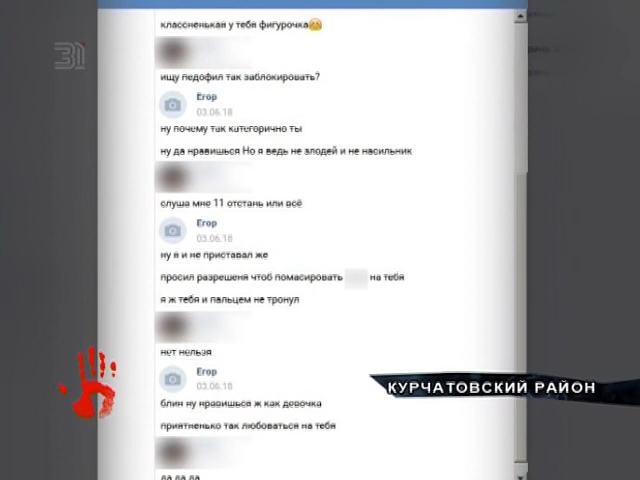 31
классненькая у тебя фигурочка
ищу педофил так заблокировать?
Егор
03.06.18
ну почему так категорично ты
ну да нравишься Но я ведь не злодей и не насильник
слуша мне 11 отстань или всё
Егор
03.06.18
ну я и не приставал же
просил разрешеня чтоб помасировать на тебя
я ж тебя и пальцем не тронул
нет нельзя
Егор
03.06.18
блин ну нравишься ж как девочка
приятненько так любоваться на тебя
да да да
КУРЧАТОВСКИЙ РАЙОН